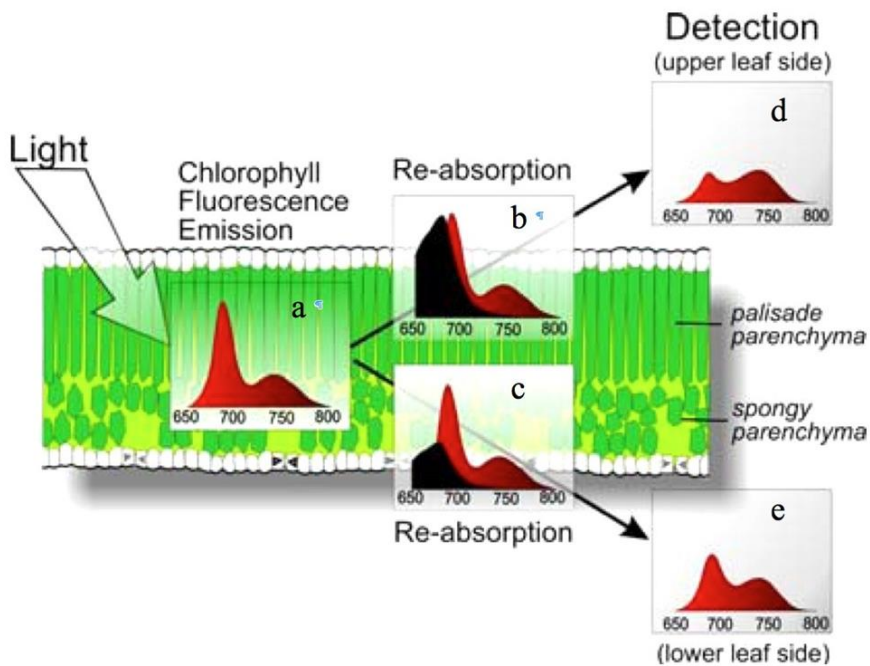 Detection
(upper leaf side)
d
650 700 750 800
Light
Chlorophyll
Fluorescence
Emission
Re-absorption
b ¶
650 700 750 800
a ¶
650 700 750 800
palisade
parenchyma
c
650 700 750 800
spongy
parenchyma
Re-absorption
e
650 700 750 800
(lower leaf side)